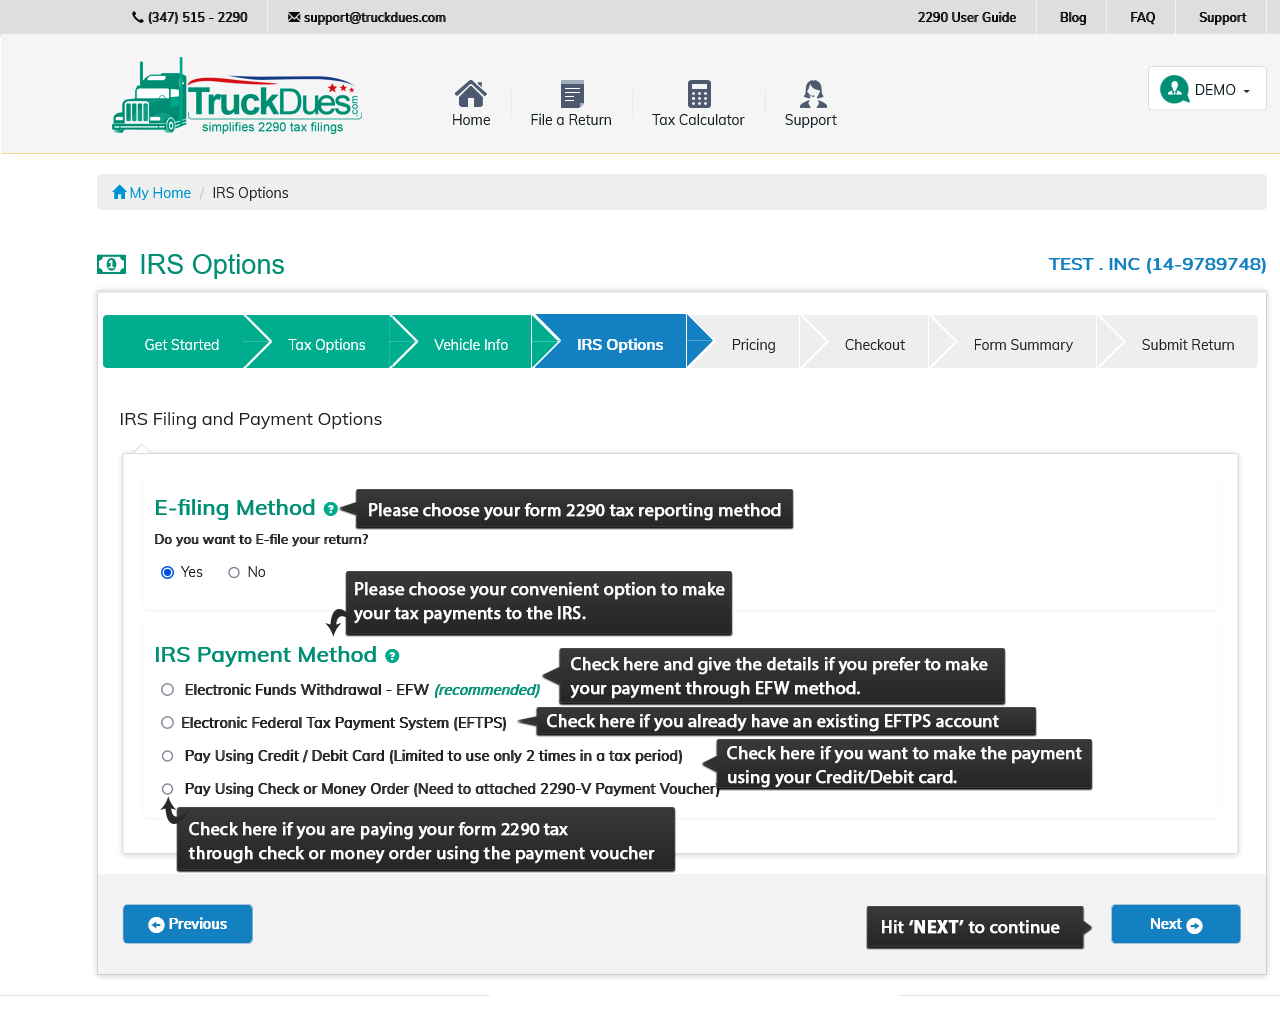 (347) 515 - 2290
support@truckdues.com
2290 User Guide
Blog
FAQ
Support
TruckDues.com
simplifies 2290 tax filings
Home
File a Return
Tax Calculator
Support
DEMO
My Home / IRS Options
IRS Options
TEST . INC (14-9789748)
Get Started
Tax Options
Vehicle Info
IRS Options
Pricing
Checkout
Form Summary
Submit Return
IRS Filing and Payment Options
E-filing Method ?
Please choose your form 2290 tax reporting method
Do you want to E-file your return?
Yes
No
Please choose your convenient option to make
your tax payments to the IRS.
IRS Payment Method ?
Electronic Funds Withdrawal - EFW (recommended)
Check here and give the details if you prefer to make
your payment through EFW method.
Electronic Federal Tax Payment System (EFTPS)
Check here if you already have an existing EFTPS account
Pay Using Credit / Debit Card (Limited to use only 2 times in a tax period)
Check here if you want to make the payment
using your Credit/Debit card.
Pay Using Check or Money Order (Need to attached 2290-V Payment Voucher)
Check here if you are paying your form 2290 tax
through check or money order using the payment voucher
Previous
Hit ‘NEXT’ to continue
Next